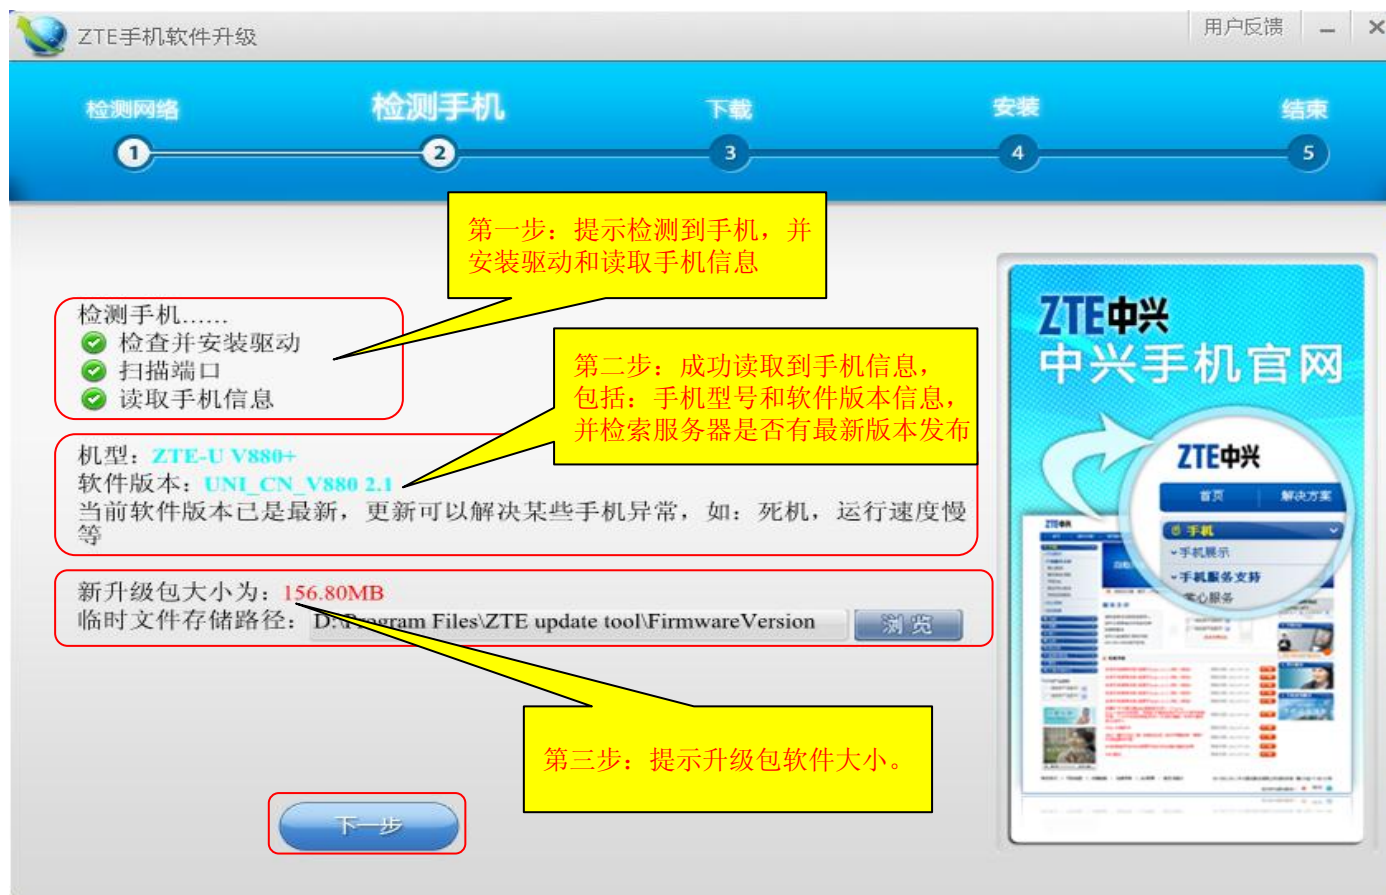 ZTE手机软件升级
用户反馈
检测网络
检测手机
下载
安装
结束
1
2
3
4
5
第一步：提示检测到手机，并
安装驱动和读取手机信息
检测手机......
检查并安装驱动
扫描端口
读取手机信息
第二步：成功读取到手机信息，
包括：手机型号和软件版本信息，
并检索服务器是否有最新版本发布
机型：ZTE-U V880+
软件版本：UNI_CN_V880 2.1
当前软件版本已是最新，更新可以解决某些手机异常，如：死机，运行速度慢
等
新升级包大小为：156.80MB
临时文件存储路径：D:\Program Files\ZTE update tool\FirmwareVersion
浏览
第三步：提示升级包软件大小。
下一步
ZTE中兴
中兴手机官网
ZTE中兴
首页
解决方案
手机
手机展示
手机服务支持
心服务
ZTE中兴